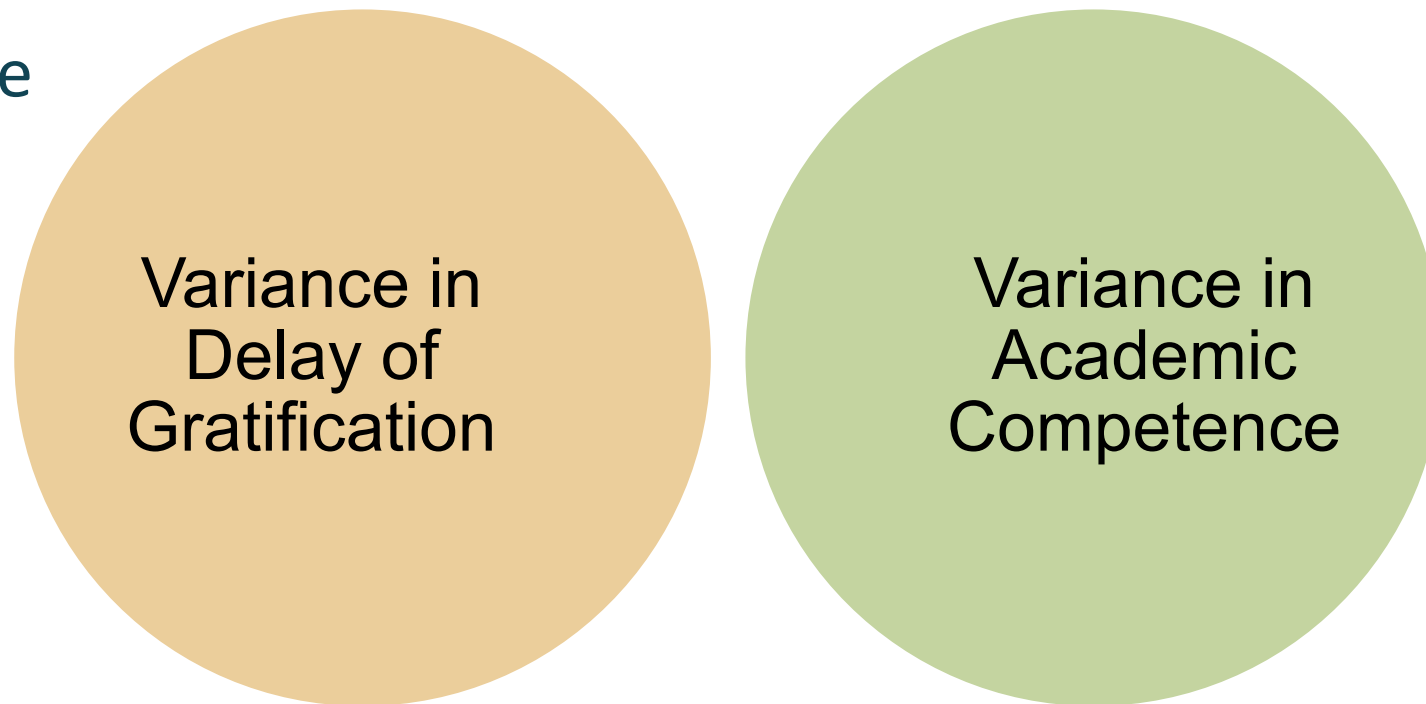 e
Variance in
Delay of
Gratification
Variance in
Academic
Competence